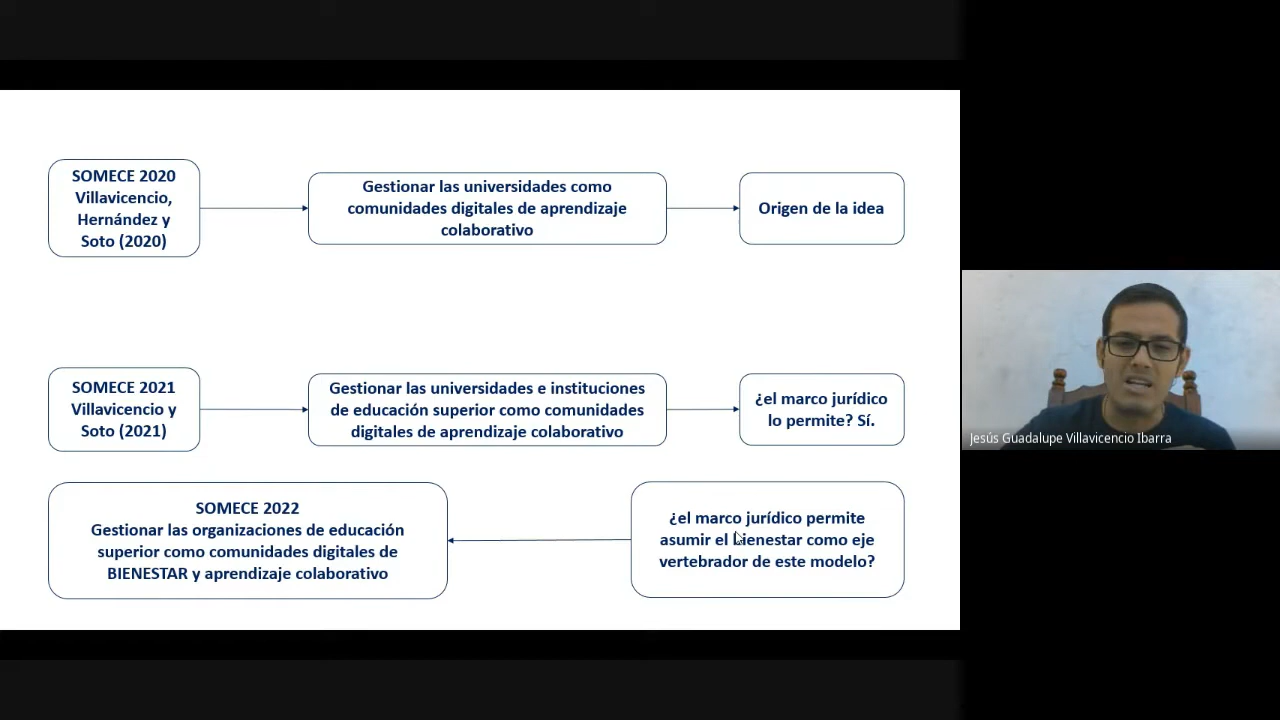 SOMECE 2020
Villavicencio,
Hernández y
Soto (2020)
Gestionar las universidades como
comunidades digitales de aprendizaje
colaborativo
Origen de la idea
SOMECE 2021
Villavicencio y
Soto (2021)
Gestionar las universidades e instituciones
de educación superior como comunidades
digitales de aprendizaje colaborativo
¿el marco jurídico
lo permite? Sí.
SOMECE 2022
Gestionar las organizaciones de educación
superior como comunidades digitales de
BIENESTAR y aprendizaje colaborativo
¿el marco jurídico permite
asumir el bienestar como eje
vertebrador de este modelo?
Jesús Guadalupe Villavicencio Ibarra